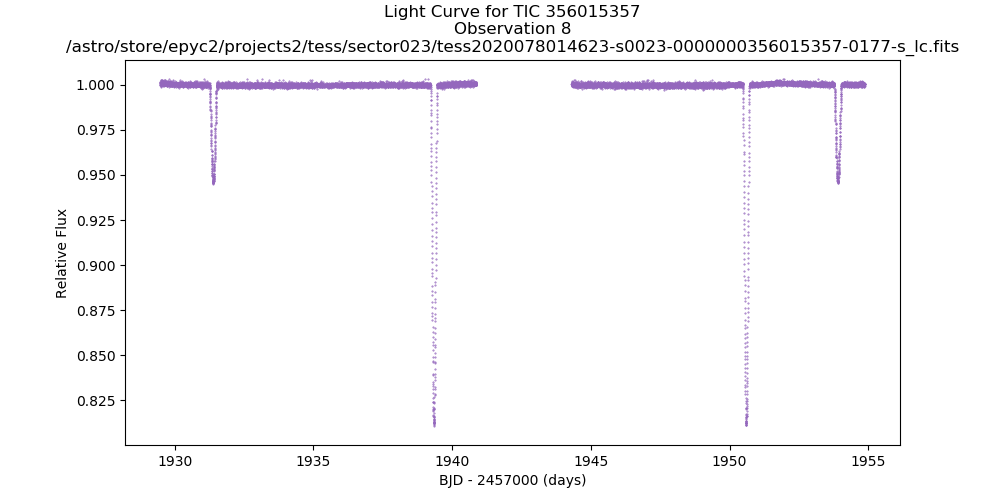 Light Curve for TIC 356015357
Observation 8
/astro/store/epyc2/projects2/tess/sector023/tess2020078014623-s0023-0000000356015357-0177-s_lc.fits
1.000
0.975
0.950
0.925
0.900
0.875
0.850
0.825
Relative Flux
1930
1935
1940
1945
1950
1955
BJD - 2457000 (days)